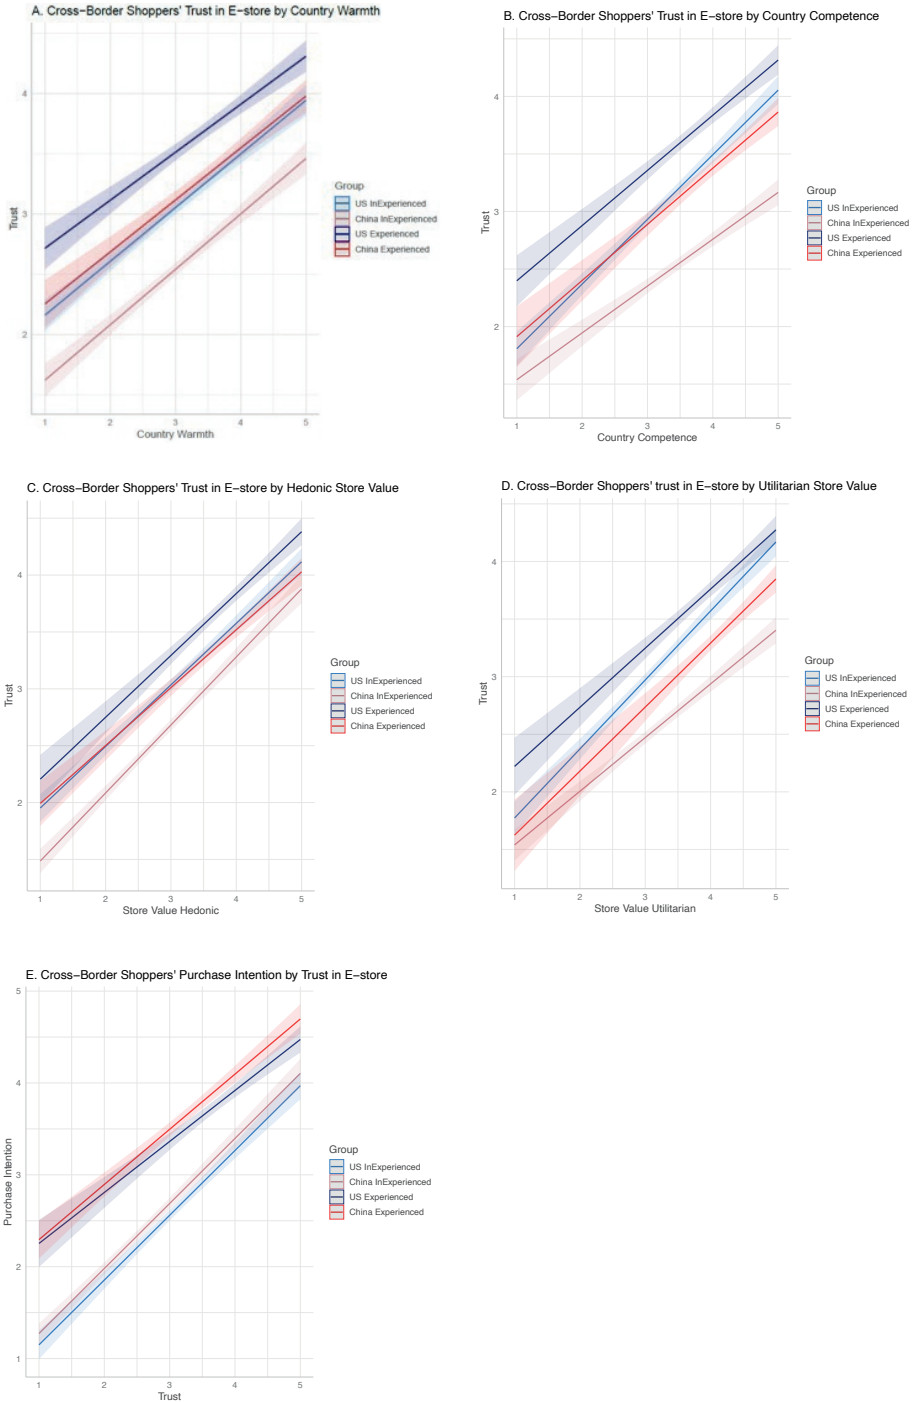 A. Cross−Border Shoppers' Trust in E−store by Country Warmth
4
3
2
Trust
1 2 3 4 5
Country Warmth
Group
US InExperienced
China InExperienced
US Experienced
China Experienced
B. Cross−Border Shoppers' Trust in E−store by Country Competence
4
3
2
Trust
1 2 3 4 5
Country Competence
Group
US InExperienced
China InExperienced
US Experienced
China Experienced
C. Cross−Border Shoppers' Trust in E−store by Hedonic Store Value
4
3
2
Trust
1 2 3 4 5
Store Value Hedonic
Group
US InExperienced
China InExperienced
US Experienced
China Experienced
D. Cross−Border Shoppers' trust in E−store by Utilitarian Store Value
4
3
2
Trust
1 2 3 4 5
Store Value Utilitarian
Group
US InExperienced
China InExperienced
US Experienced
China Experienced
E. Cross−Border Shoppers' Purchase Intention by Trust in E−store
5
4
3
2
1
Purchase Intention
1 2 3 4 5
Trust
Group
US InExperienced
China InExperienced
US Experienced
China Experienced